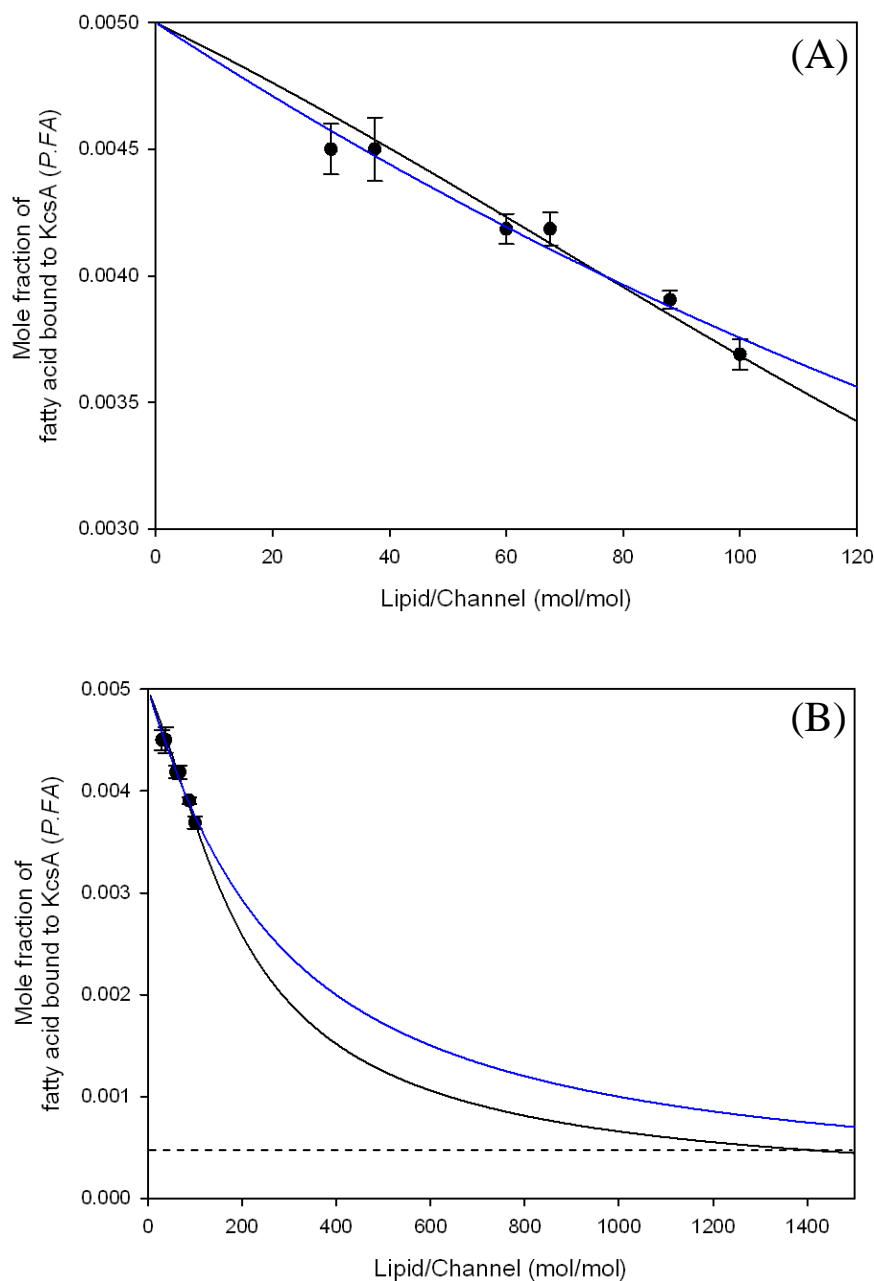 (A)
0.0050
0.0045
0.0040
0.0035
0.0030
Mole fraction of
fatty acid bound to KcsA (P.FA)
0 20 40 60 80 100 120
Lipid/Channel (mol/mol)
(B)
0.005
0.004
0.003
0.002
0.001
0.000
Mole fraction of
fatty acid bound to KcsA (P.FA)
0 200 400 600 800 1000 1200 1400
Lipid/Channel (mol/mol)